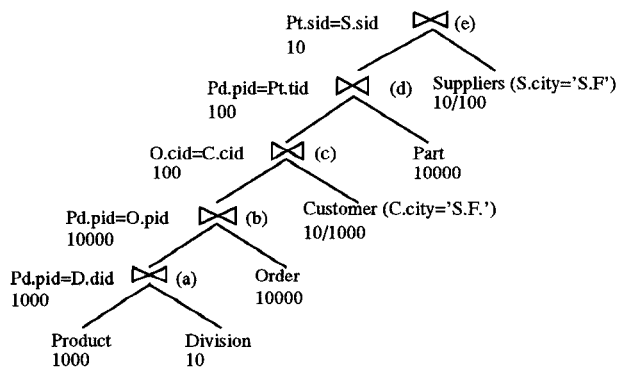 Pt.sid=S.sid (e)
10
Pd.pid=Pt.tid (d) Suppliers (S.city='S.F')
100 10/100
O.cid=C.cid (c) Part
100 10000
Pd.pid=O.pid (b) Customer (C.city='S.F.')
10000 10/1000
Pd.pid=D.did (a) Order
1000 10000
Product Division
1000 10